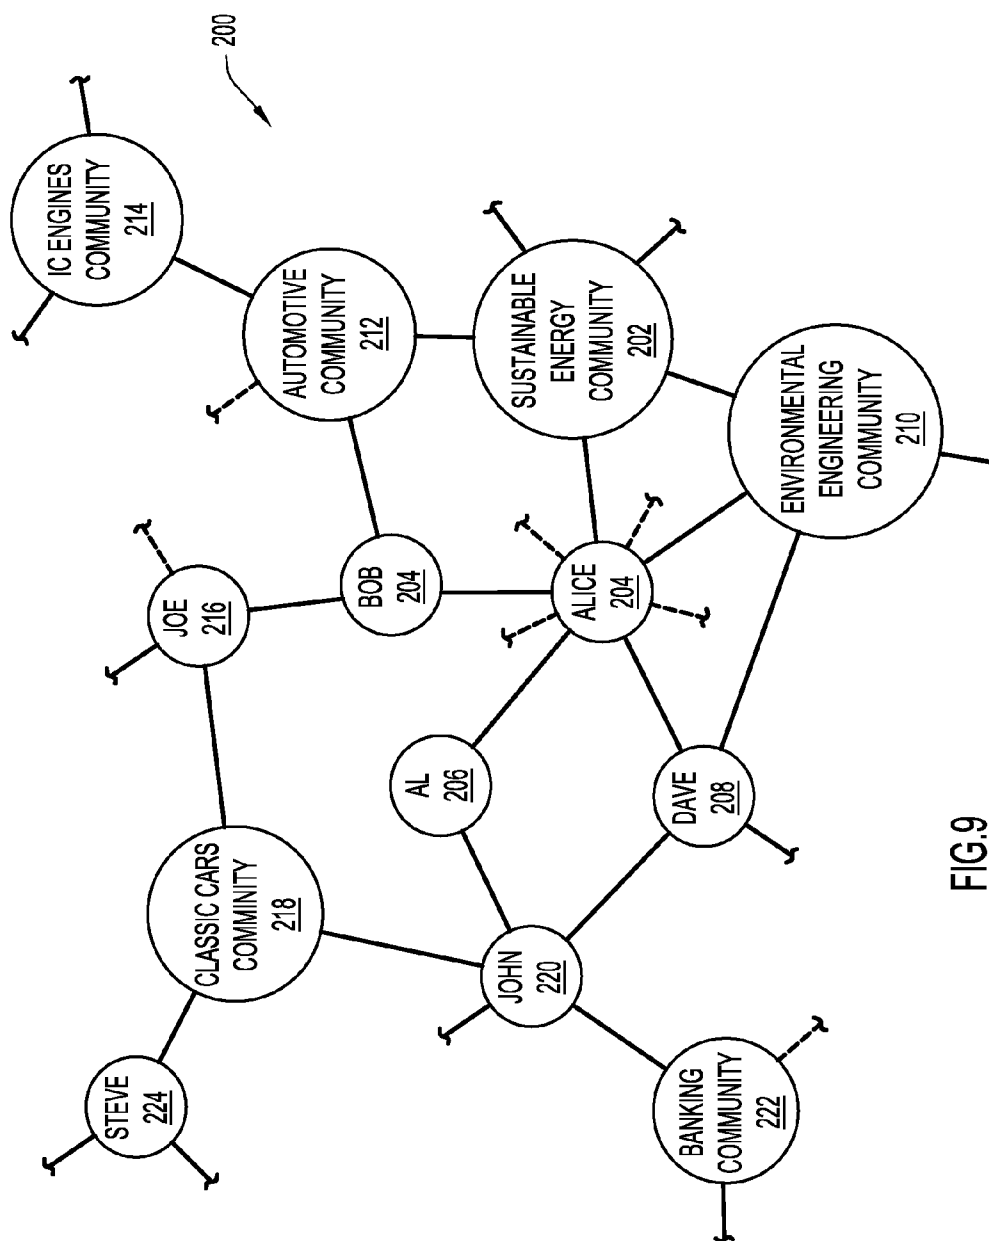 IC ENGINES
COMMUNITY
214
STEVE
224
JOE
216
200
CLASSIC CARS
COMMINITY
218
AUTOMOTIVE
COMMUNITY
212
BOB
204
AL
206
JOHN
220
SUSTAINABLE
ENERGY
COMMUNITY
202
ALICE
204
DAVE
208
BANKING
COMMUNITY
222
ENVIRONMENTAL
ENGINEERING
COMMUNITY
210
FIG.9